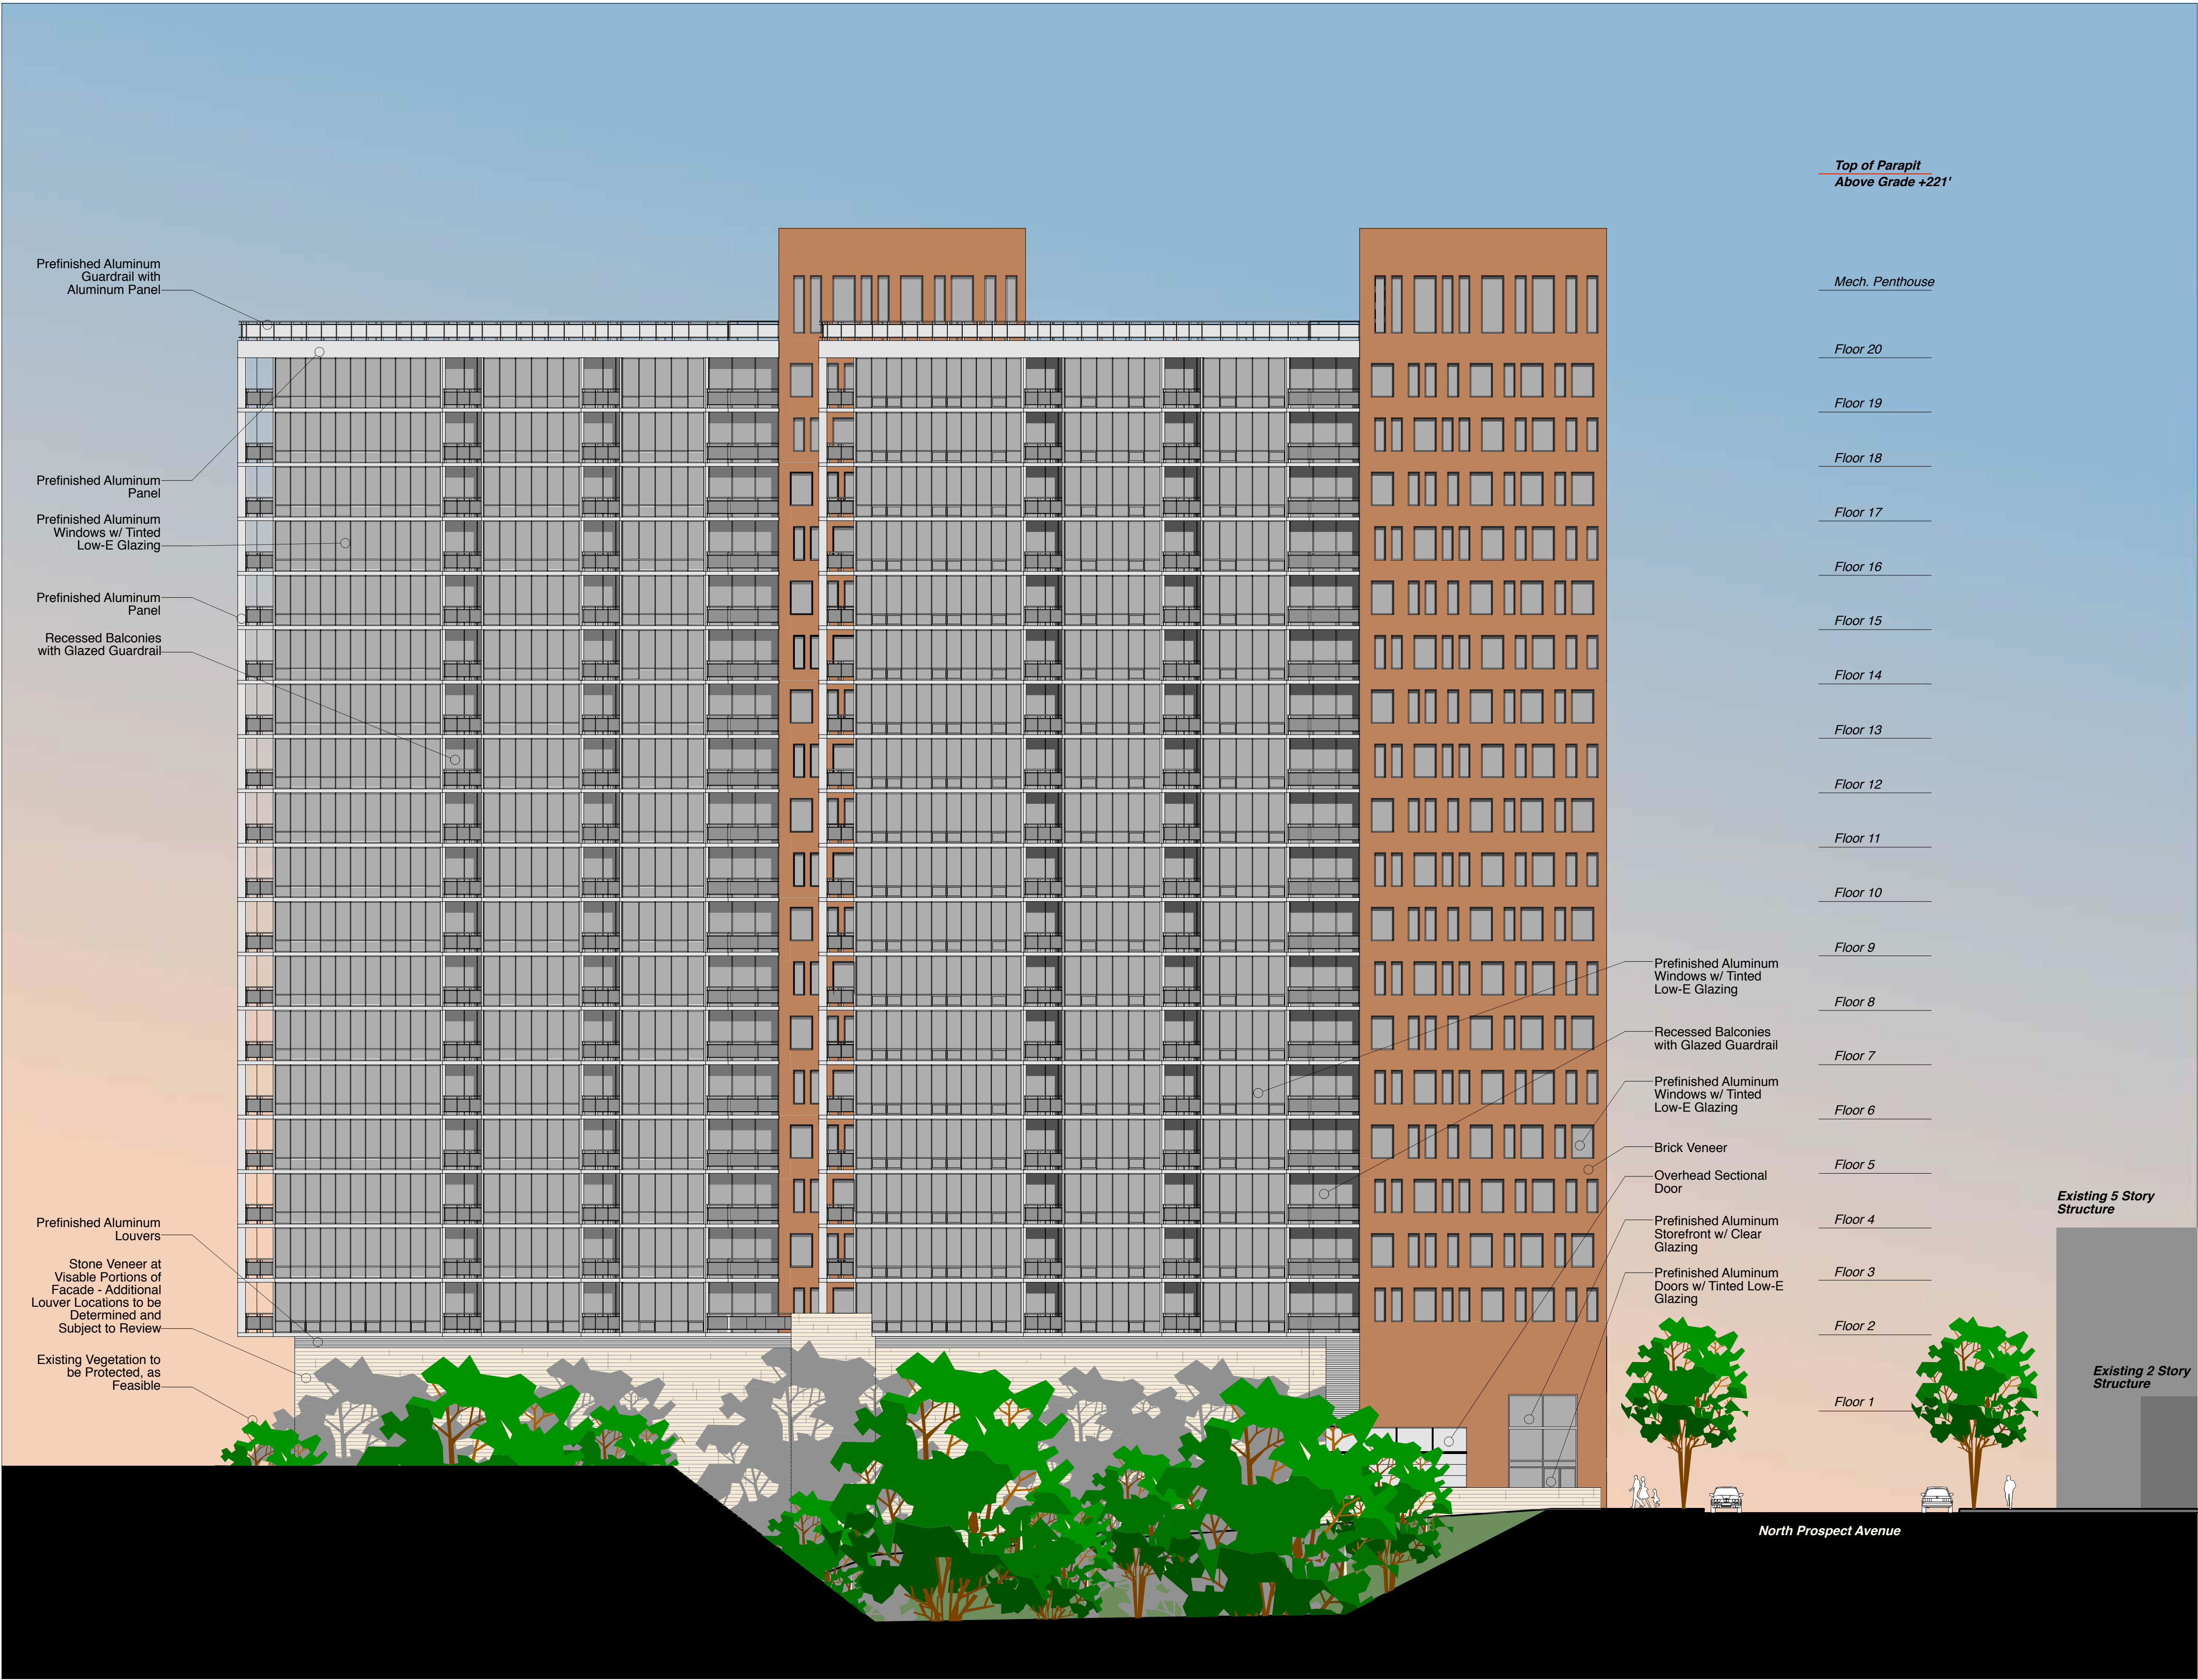 Top of Parapit
Above Grade +221'
Mech. Penthouse
Floor 20
Floor 19
Floor 18
Floor 17
Floor 16
Floor 15
Floor 14
Floor 13
Floor 12
Floor 11
Floor 10
Floor 9
Floor 8
Floor 7
Floor 6
Floor 5
Floor 4
Floor 3
Floor 2
Floor 1
Prefinished Aluminum
Guardrail with
Aluminum Panel
Prefinished Aluminum
Panel
Prefinished Aluminum
Windows w/ Tinted
Low-E Glazing
Prefinished Aluminum
Panel
Recessed Balconies
with Glazed Guardrail
Prefinished Aluminum
Louvers
Stone Veneer at
Visable Portions of
Facade - Additional
Louver Locations to be
Determined and
Subject to Review
Existing Vegetation to
be Protected, as
Feasible
Prefinished Aluminum
Windows w/ Tinted
Low-E Glazing
Recessed Balconies
with Glazed Guardrail
Prefinished Aluminum
Windows w/ Tinted
Low-E Glazing
Brick Veneer
Overhead Sectional
Door
Prefinished Aluminum
Storefront w/ Clear
Glazing
Prefinished Aluminum
Doors w/ Tinted Low-E
Glazing
Existing 5 Story
Structure
Existing 2 Story
Structure
North Prospect Avenue